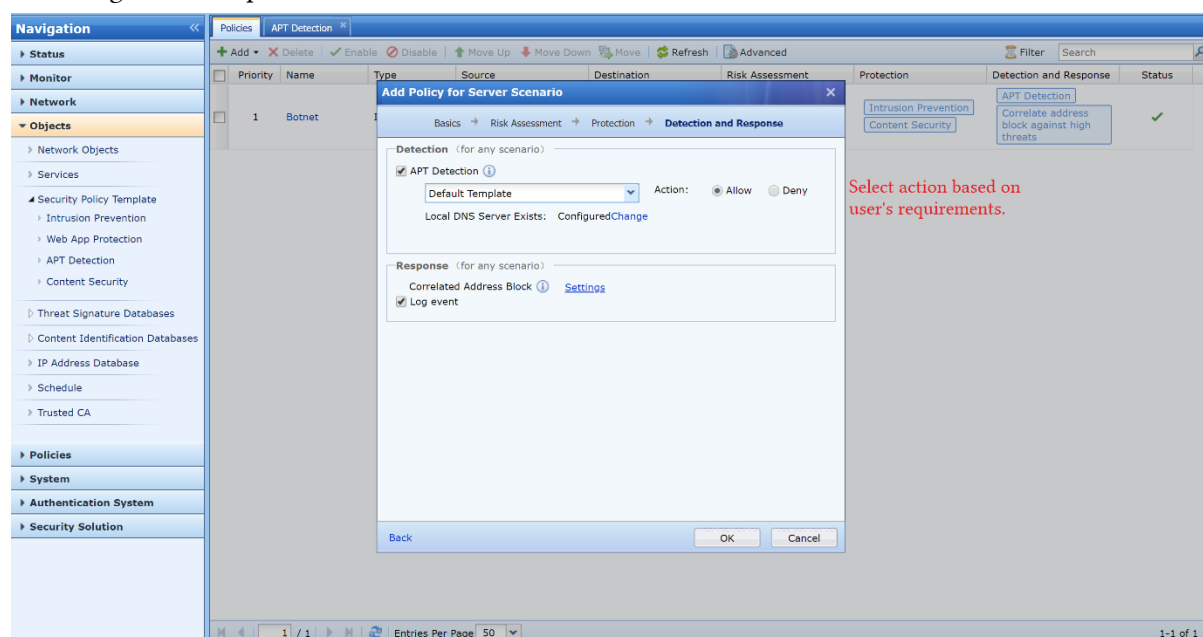 Navigation
Status
Monitor
Network
Objects
Network Objects
Services
Security Policy Template
Intrusion Prevention
Web App Protection
APT Detection
Content Security
Threat Signature Databases
Content Identification Databases
IP Address Database
Schedule
Trusted CA
Policies
System
Authentication System
Security Solution
Policies APT Detection
Add Delete Enable Disable Move Up Move Down Move Refresh Advanced Filter Search
Priority Name Type Source Destination Risk Assessment Protection Detection and Response Status
1 Botnet
Intrusion Prevention
Content Security
APT Detection
Correlate address
block against high
threats
Add Policy for Server Scenario
Basics Risk Assessment Protection Detection and Response
Detection (for any scenario)
APT Detection
Default Template Action: Allow Deny
Local DNS Server Exists: ConfiguredChange
Response (for any scenario)
Correlated Address Block Settings
Log event
Back OK Cancel
Select action based on
user's requirements.
1 / 1 Entries Per Page 50 1-1 of 1